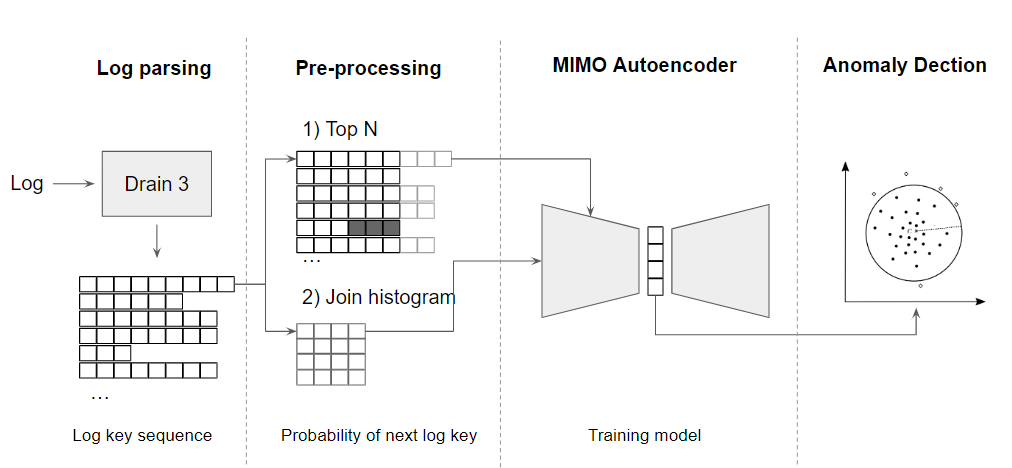 Log parsing
Pre-processing
MIMO Autoencoder
Anomaly Dection
1) Top N
Log
Drain 3
...
2) Join histogram
...
Log key sequence
Probability of next log key
Training model